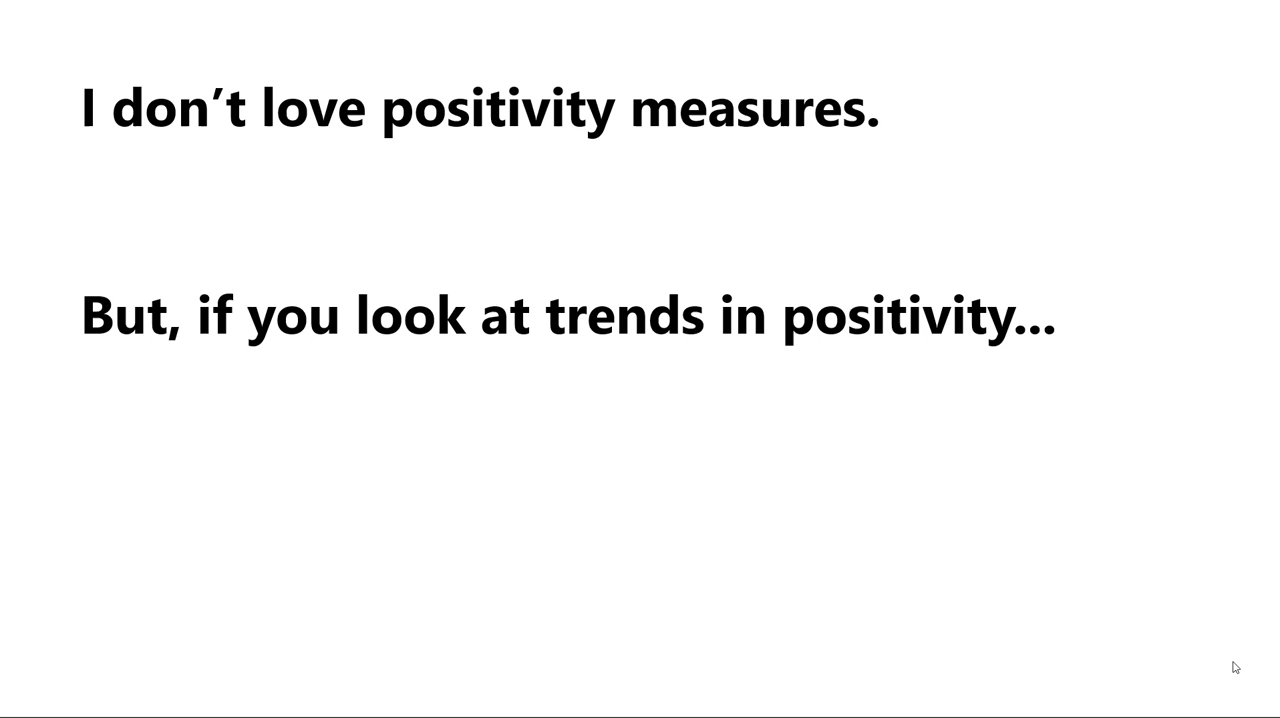 I don’t love positivity measures.
But, if you look at trends in positivity...